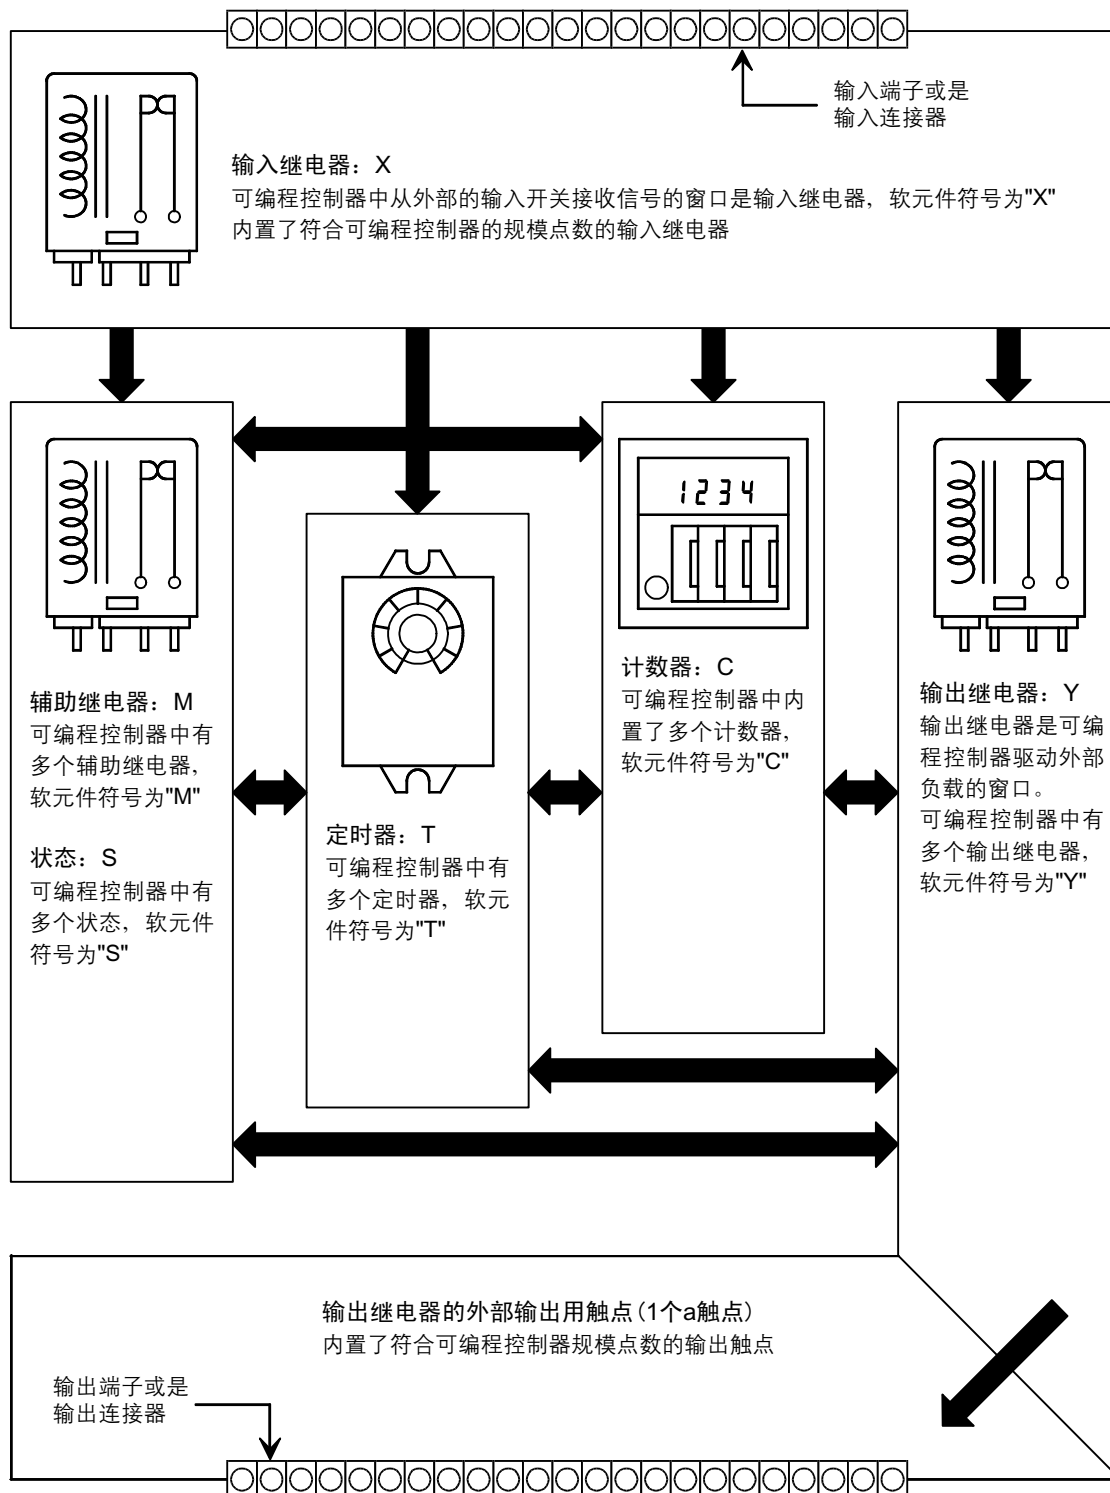 输入端子或是
输入连接器
输入继电器：X
可编程控制器中从外部的输入开关接收信号的窗口是输入继电器，软元件符号为"X"
内置了符合可编程控制器的规模点数的输入继电器
1234
辅助继电器：M
可编程控制器中有
多个辅助继电器，
软元件符号为"M"
状态：S
可编程控制器中有
多个状态，软元件
符号为"S"
定时器：T
可编程控制器中有
多个定时器，软元
件符号为"T"
计数器：C
可编程控制器中内
置了多个计数器，
软元件符号为"C"
输出继电器：Y
输出继电器是可编
程控制器驱动外部
负载的窗口。
可编程控制器中有
多个输出继电器，
软元件符号为"Y"
输出继电器的外部输出用触点(1个a触点)
内置了符合可编程控制器规模点数的输出触点
输出端子或是
输出连接器